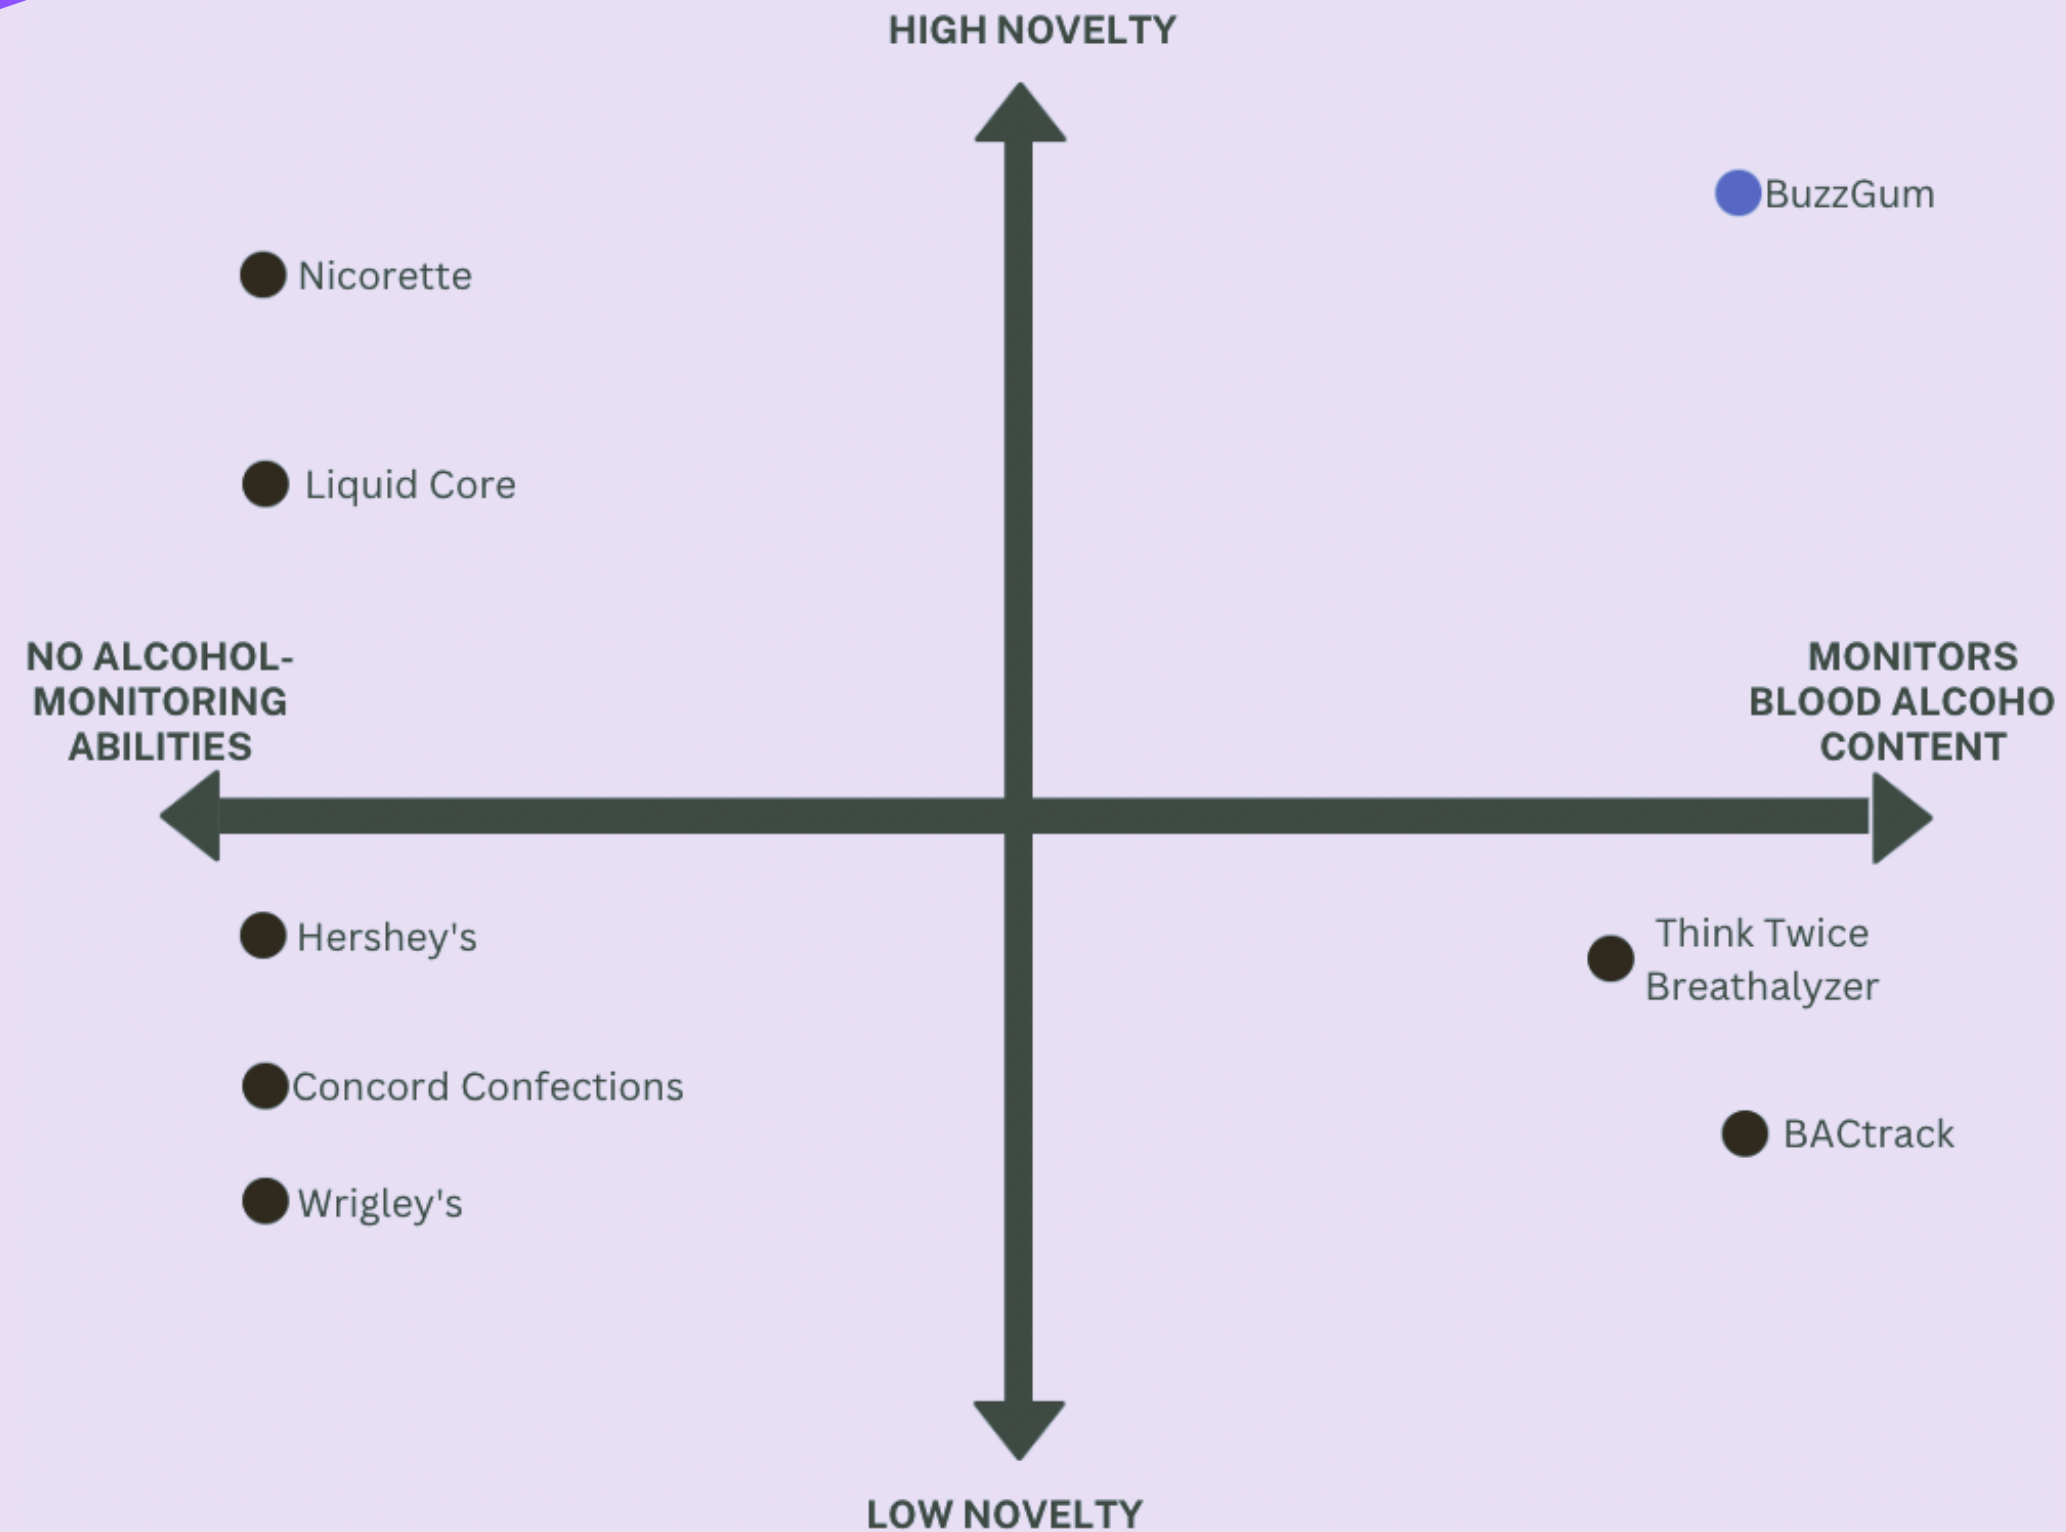 HIGH NOVELTY
BuzzGum
Nicorette
Liquid Core
NO ALCOHOL-
MONITORING
ABILITIES
MONITORS
BLOOD ALCOHO
CONTENT
Hershey's
Think Twice
Breathalyzer
Concord Confections
BACtrack
Wrigley's
LOW NOVELTY